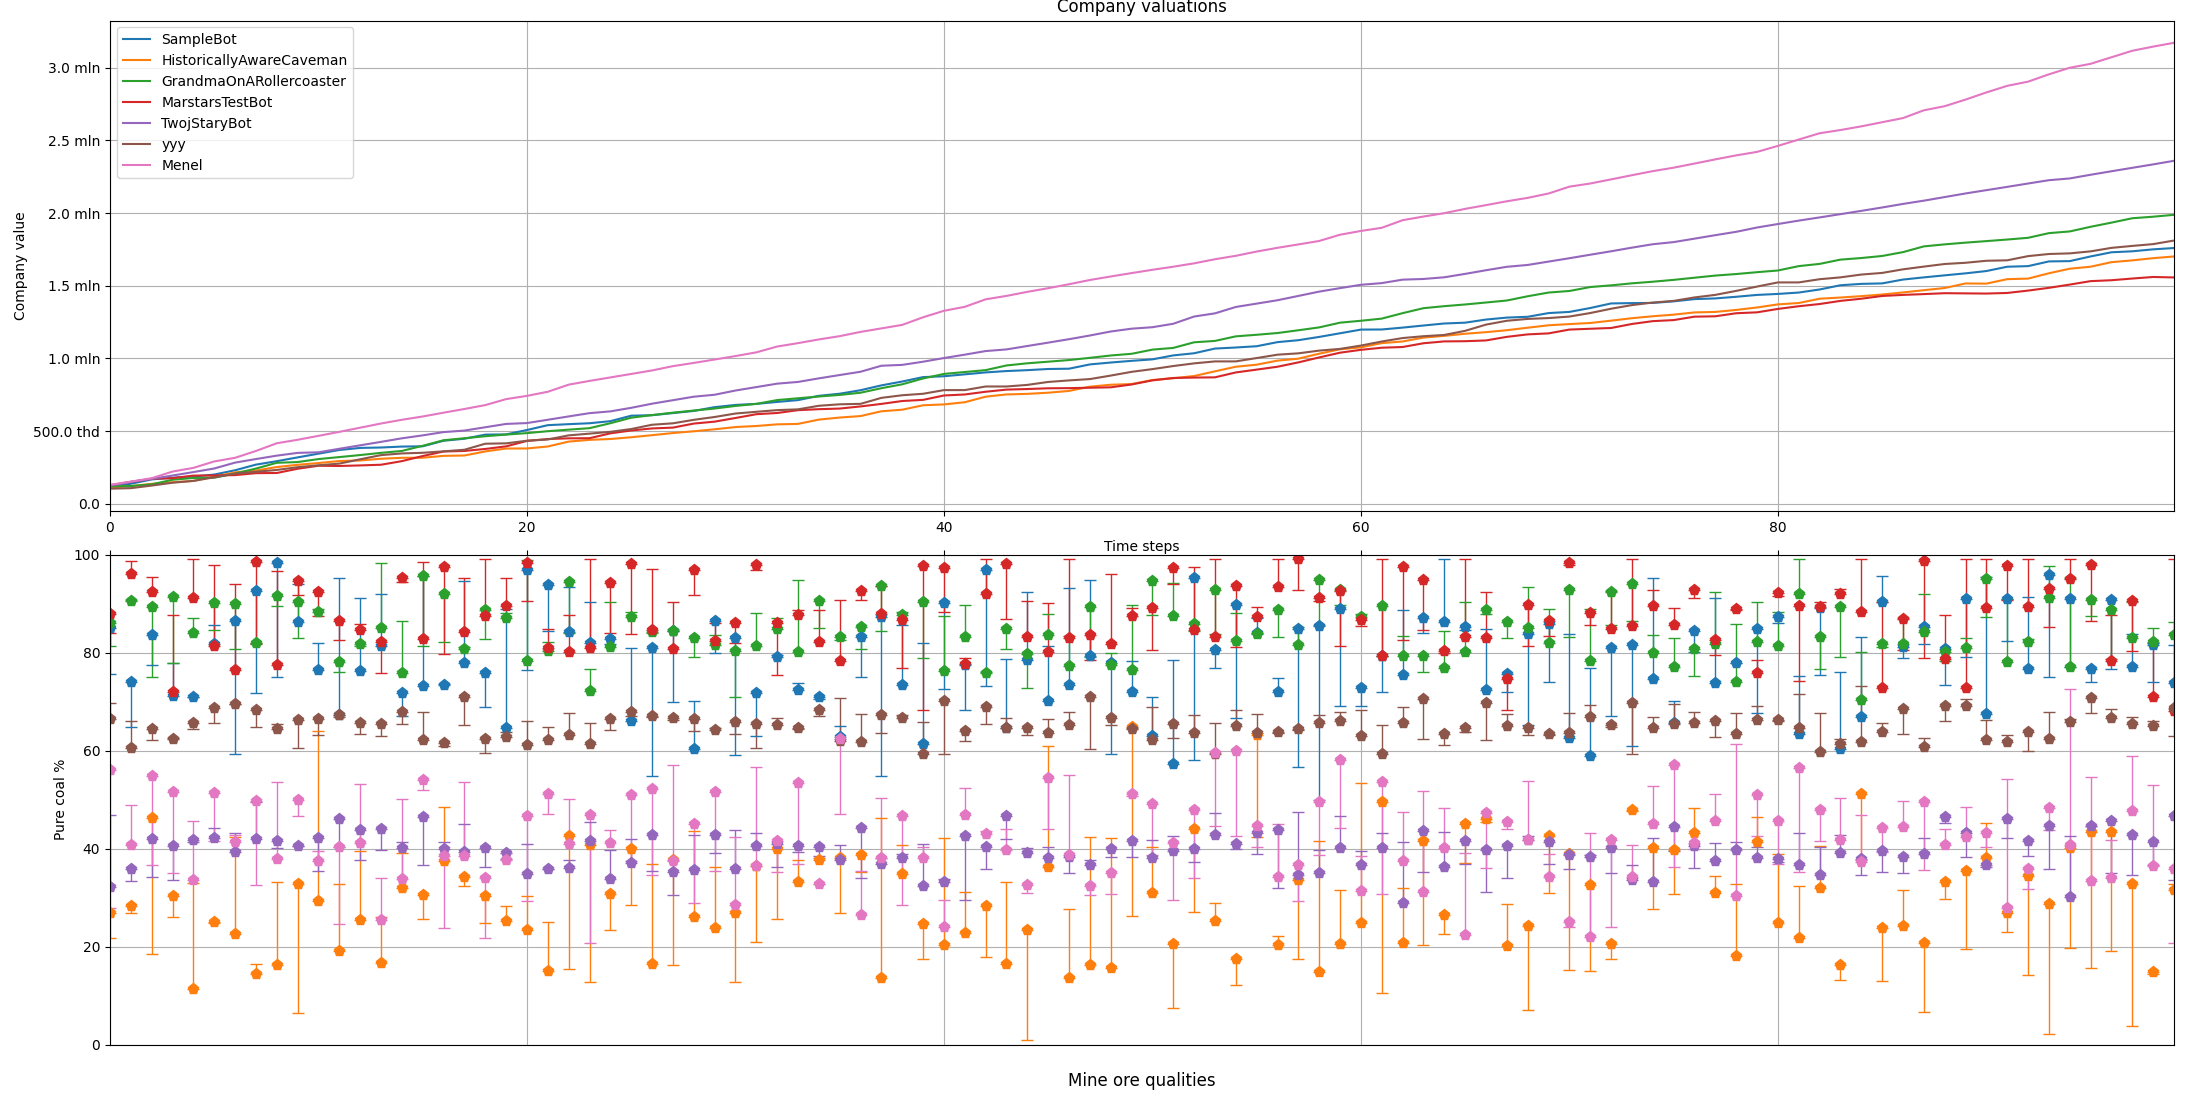 Company valuations
SampleBot
HistoricallyAwareCaveman
GrandmaOnARollercoaster
MarstarsTestBot
TwojStaryBot
yyy
Menel
Company value
3.0 mln
2.5 mln
2.0 mln
1.5 mln
1.0 mln
500.0 thd
0.0
0 20 40 60 80
Time steps
Pure coal %
100
80
60
40
20
0
Mine ore qualities